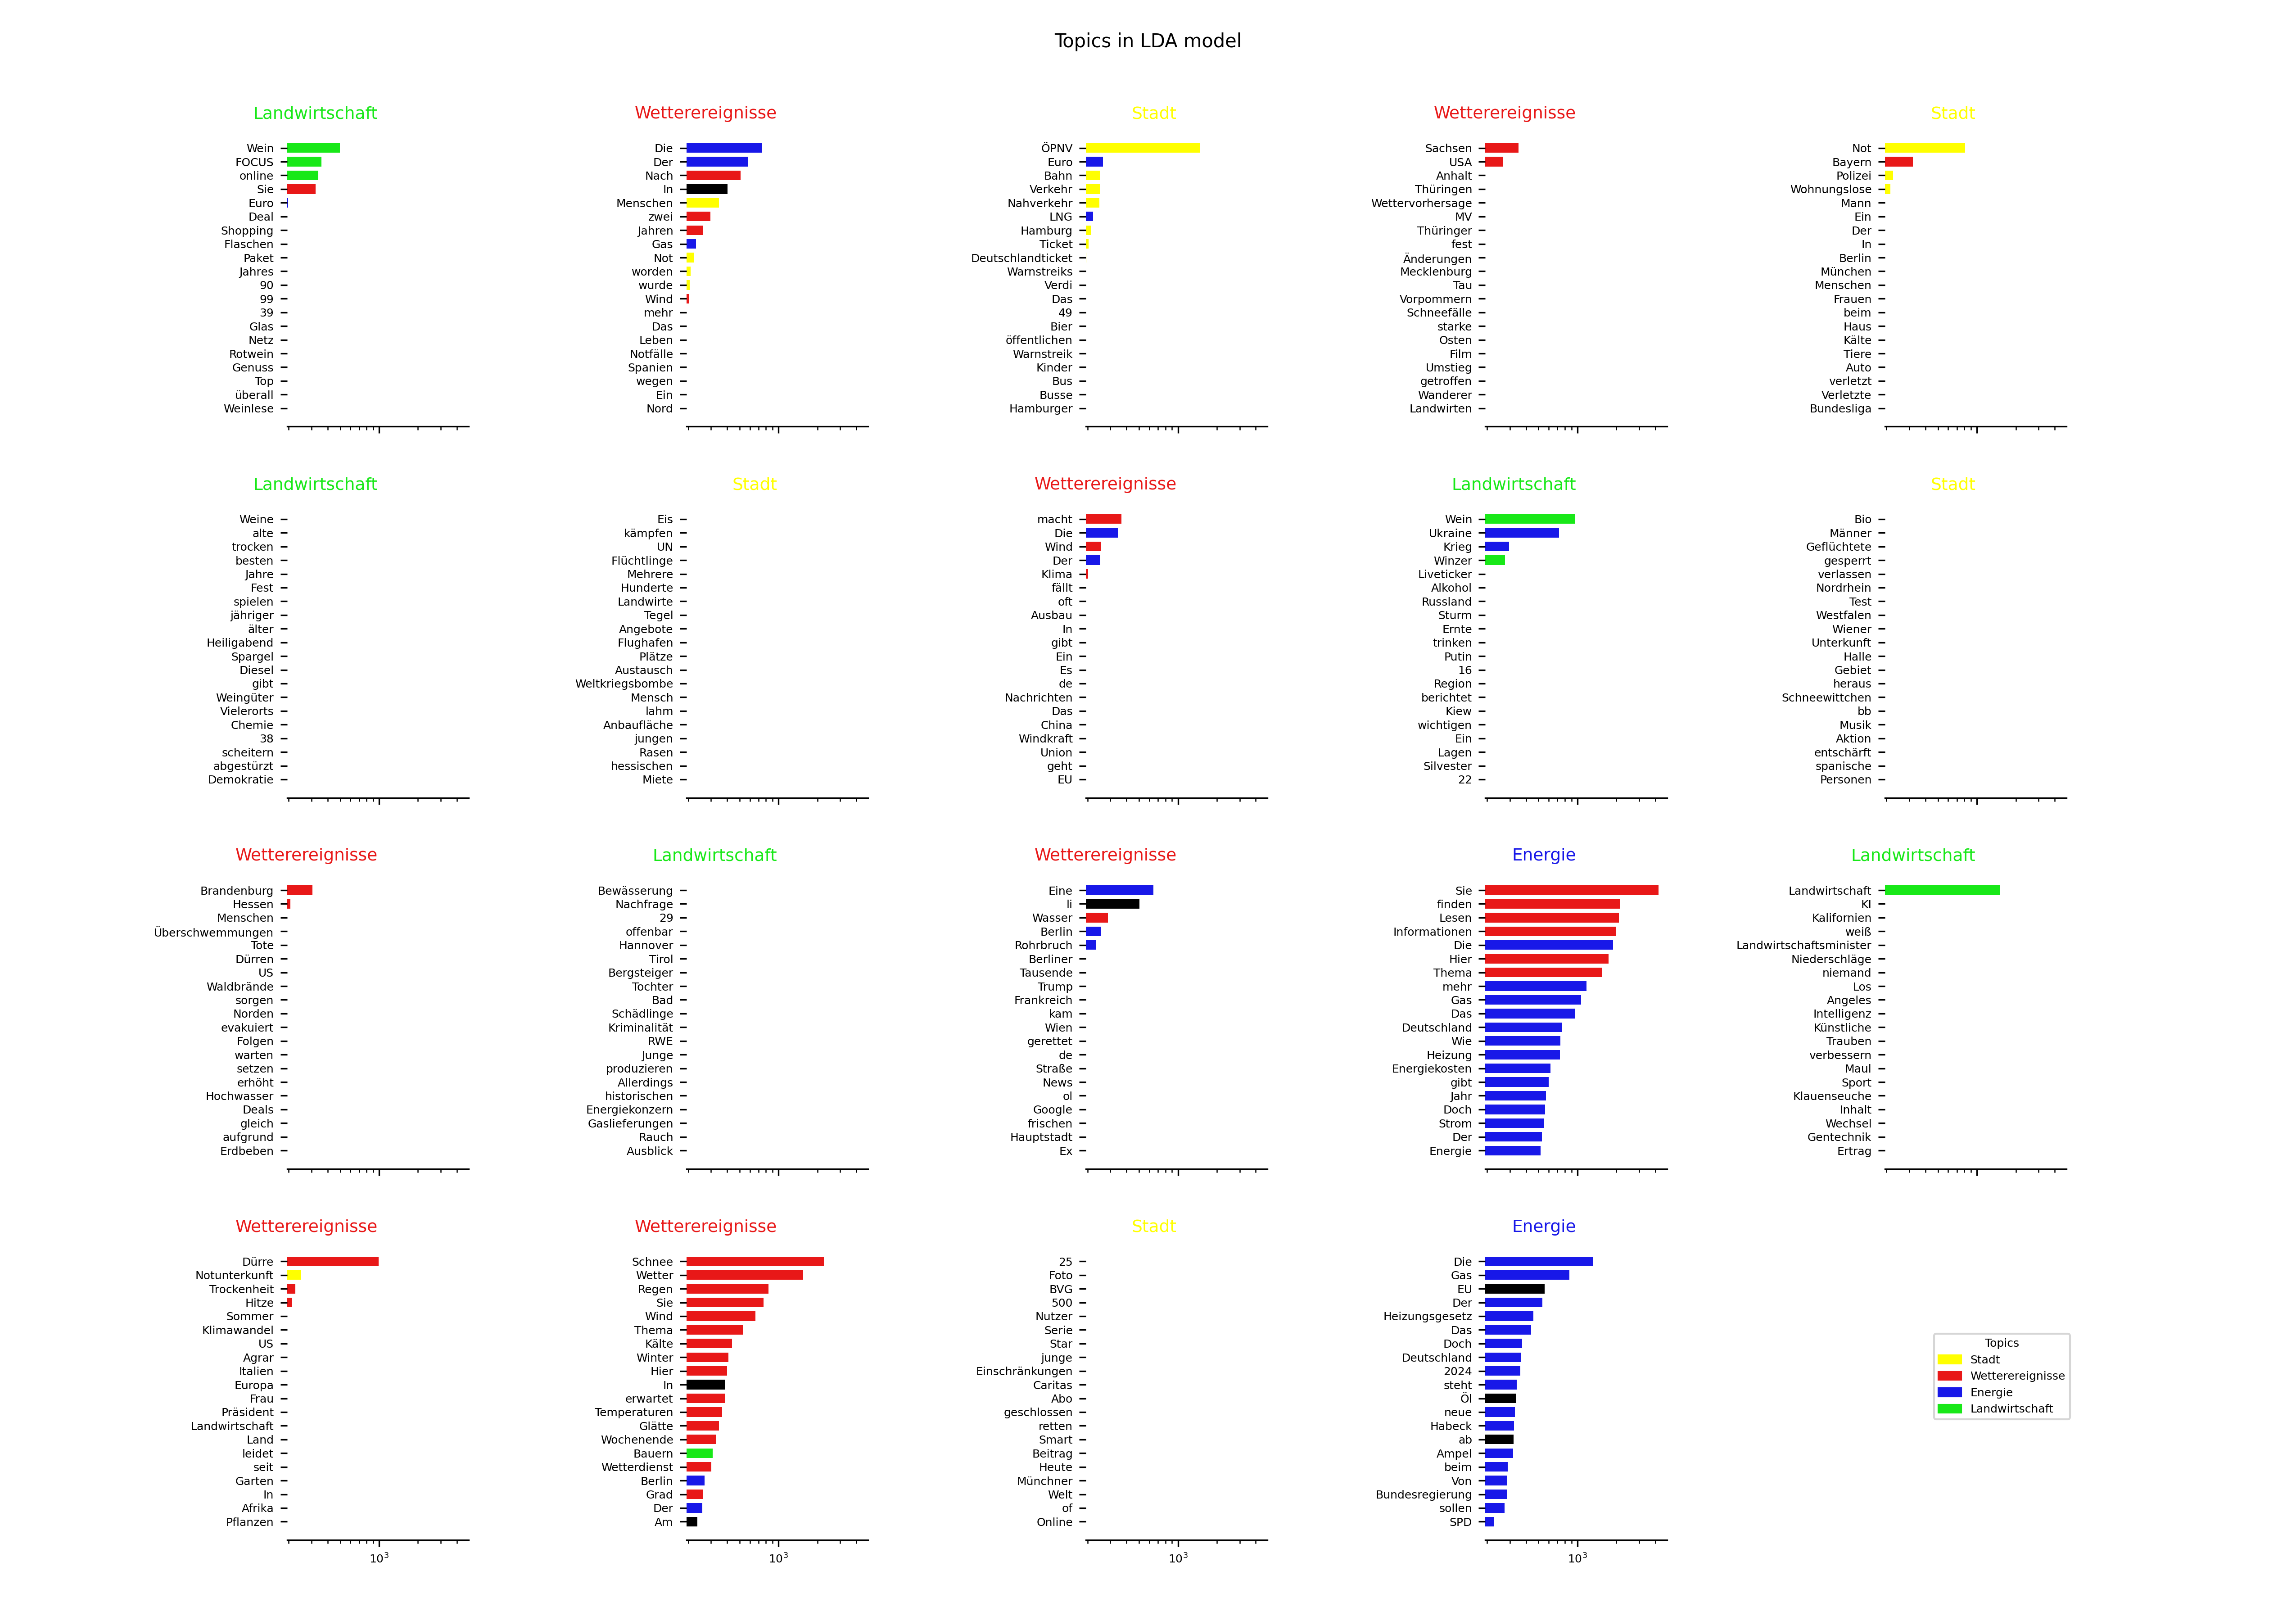 Topics in LDA model
Landwirtschaft
Wein
FOCUS
online
Sie
Euro
Deal
Shopping
Flaschen
Paket
Jahres
90
99
39
Glas
Netz
Rotwein
Genuss
Top
überall
Weinlese
Wetterereignisse
Die
Der
Nach
In
Menschen
zwei
Jahren
Gas
Not
worden
wurde
Wind
mehr
Das
Leben
Notfälle
Spanien
wegen
Ein
Nord
Stadt
ÖPNV
Euro
Bahn
Verkehr
Nahverkehr
LNG
Hamburg
Ticket
Deutschlandticket
Warnstreiks
Verdi
Das
49
Bier
öffentlichen
Warnstreik
Kinder
Bus
Busse
Hamburger
Wetterereignisse
Sachsen
USA
Anhalt
Thüringen
Wettervorhersage
MV
Thüringer
fest
Änderungen
Mecklenburg
Tau
Vorpommern
Schneefälle
starke
Osten
Film
Umstieg
getroffen
Wanderer
Landwirten
Stadt
Not
Bayern
Polizei
Wohnungslose
Mann
Ein
Der
In
Berlin
München
Menschen
Frauen
beim
Haus
Kälte
Tiere
Auto
verletzt
Verletzte
Bundesliga
Landwirtschaft
Weine
alte
trocken
besten
Jahre
Fest
spielen
jähriger
älter
Heiligabend
Spargel
Diesel
gibt
Weingüter
Vielerorts
Chemie
38
scheitern
abgestürzt
Demokratie
Stadt
Eis
kämpfen
UN
Flüchtlinge
Mehrere
Hunderte
Landwirte
Tegel
Angebote
Flughafen
Plätze
Austausch
Weltkriegsbombe
Mensch
lahm
Anbaufläche
jungen
Rasen
hessischen
Miete
Wetterereignisse
macht
Die
Wind
Der
Klima
fällt
oft
Ausbau
In
gibt
Ein
Es
de
Nachrichten
Das
China
Windkraft
Union
geht
EU
Landwirtschaft
Wein
Ukraine
Krieg
Winzer
Liveticker
Alkohol
Russland
Sturm
Ernte
trinken
Putin
16
Region
berichtet
Kiew
wichtigen
Ein
Lagen
Silvester
22
Stadt
Bio
Männer
Geflüchtete
gesperrt
verlassen
Nordrhein
Test
Westfalen
Wiener
Unterkunft
Halle
Gebiet
heraus
Schneewittchen
bb
Musik
Aktion
entschärft
spanische
Personen
Wetterereignisse
Brandenburg
Hessen
Menschen
Überschwemmungen
Tote
Dürren
US
Waldbrände
sorgen
Norden
evakuiert
Folgen
warten
setzen
erhöht
Hochwasser
Deals
gleich
aufgrund
Erdbeben
Landwirtschaft
Bewässerung
Nachfrage
29
offenbar
Hannover
Tirol
Bergsteiger
Tochter
Bad
Schädlinge
Kriminalität
RWE
Junge
produzieren
Allerdings
historischen
Energiekonzern
Gaslieferungen
Rauch
Ausblick
Wetterereignisse
Eine
li
Wasser
Berlin
Rohrbruch
Berliner
Tausende
Trump
Frankreich
kam
Wien
gerettet
de
Straße
News
ol
Google
frischen
Hauptstadt
Ex
Energie
Sie
finden
Lesen
Informationen
Die
Hier
Thema
mehr
Gas
Das
Deutschland
Wie
Heizung
Energiekosten
gibt
Jahr
Doch
Strom
Der
Energie
Landwirtschaft
Landwirtschaft
KI
Kalifornien
weiß
Landwirtschaftsminister
Niederschläge
niemand
Los
Angeles
Intelligenz
Künstliche
Trauben
verbessern
Maul
Sport
Klauenseuche
Inhalt
Wechsel
Gentechnik
Ertrag
Wetterereignisse
Dürre
Notunterkunft
Trockenheit
Hitze
Sommer
Klimawandel
US
Agrar
Italien
Europa
Frau
Präsident
Landwirtschaft
Land
leidet
seit
Garten
In
Afrika
Pflanzen
10³
Wetterereignisse
Schnee
Wetter
Regen
Sie
Wind
Thema
Kälte
Winter
Hier
In
erwartet
Temperaturen
Glätte
Wochenende
Bauern
Wetterdienst
Berlin
Grad
Der
Am
10³
Stadt
25
Foto
BVG
500
Nutzer
Serie
Star
junge
Einschränkungen
Caritas
Abo
geschlossen
retten
Smart
Beitrag
Heute
Münchner
Welt
of
Online
10³
Energie
Die
Gas
EU
Der
Heizungsgesetz
Das
Doch
Deutschland
2024
steht
Öl
neue
Habeck
ab
Ampel
beim
Von
Bundesregierung
sollen
SPD
10³
Topics
Stadt
Wetterereignisse
Energie
Landwirtschaft